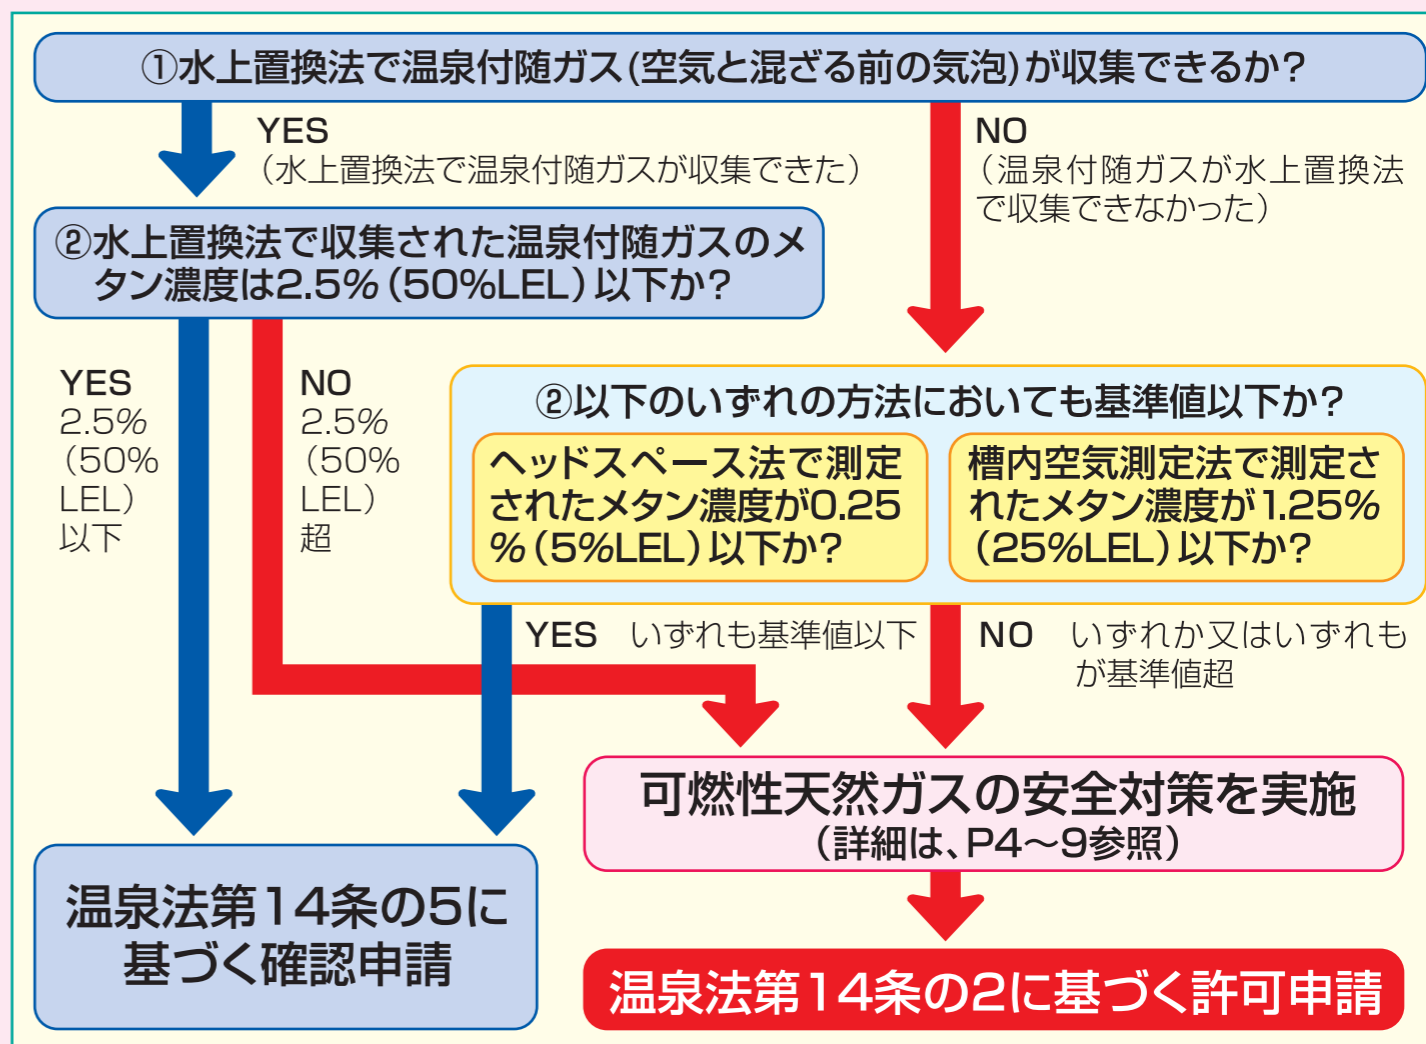 ①水上置換法で温泉付随ガス(空気と混ざる前の気泡)が収集できるか?
YES
（水上置換法で温泉付随ガスが収集できた）
NO
（温泉付随ガスが水上置換法
で収集できなかった）
②水上置換法で収集された温泉付随ガスのメ
タン濃度は2.5%(50%LEL)以下か?
YES
2.5%
(50%
LEL)
以下
NO
2.5%
(50%
LEL)
超
②以下のいずれの方法においても基準値以下か?
ヘッドスペース法で測定
されたメタン濃度が0.25
%(5%LEL)以下か?
槽内空気測定法で測定さ
れたメタン濃度が1.25%
(25%LEL)以下か?
YES いずれも基準値以下
NO いずれか又はいずれも
が基準値超
可燃性天然ガスの安全対策を実施
（詳細は、P4〜9参照）
温泉法第14条の5に
基づく確認申請
温泉法第14条の2に基づく許可申請